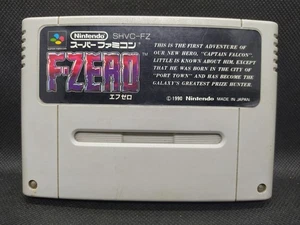 Nintendo SHVC-FZ
スーパーファミコン
F-ZERO™
エフゼロ
THIS IS THE FIRST ADVENTURE OF
OUR NEW HERO, "CAPTAIN FALCON"
LITTLE IS KNOWN ABOUT HIM, EXCEPT
THAT HE WAS BORN IN THE CITY OF
"PORT TOWN" AND HAS BECOME THE
GALAXY'S GREATEST PRIZE HUNTER.
© 1990 Nintendo MADE IN JAPAN